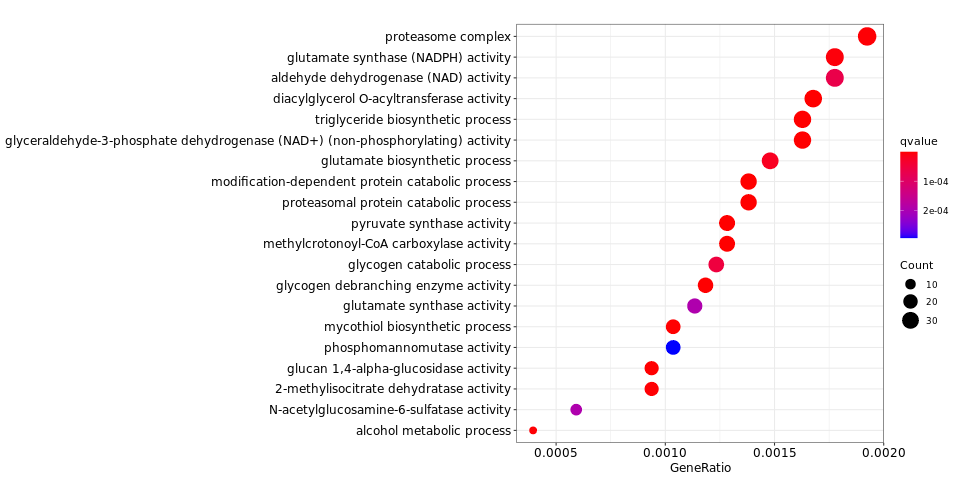 proteasome complex
glutamate synthase (NADPH) activity
aldehyde dehydrogenase (NAD) activity
diacylglycerol O-acyltransferase activity
triglyceride biosynthetic process
glyceraldehyde-3-phosphate dehydrogenase (NAD+) (non-phosphorylating) activity
glutamate biosynthetic process
modification-dependent protein catabolic process
proteasomal protein catabolic process
pyruvate synthase activity
methylcrotonoyl-CoA carboxylase activity
glycogen catabolic process
glycogen debranching enzyme activity
glutamate synthase activity
mycothiol biosynthetic process
phosphomannomutase activity
glucan 1,4-alpha-glucosidase activity
2-methylisocitrate dehydratase activity
N-acetylglucosamine-6-sulfatase activity
alcohol metabolic process
0.0005 0.0010 0.0015 0.0020
GeneRatio
qvalue
1e-04
2e-04
Count
10
20
30